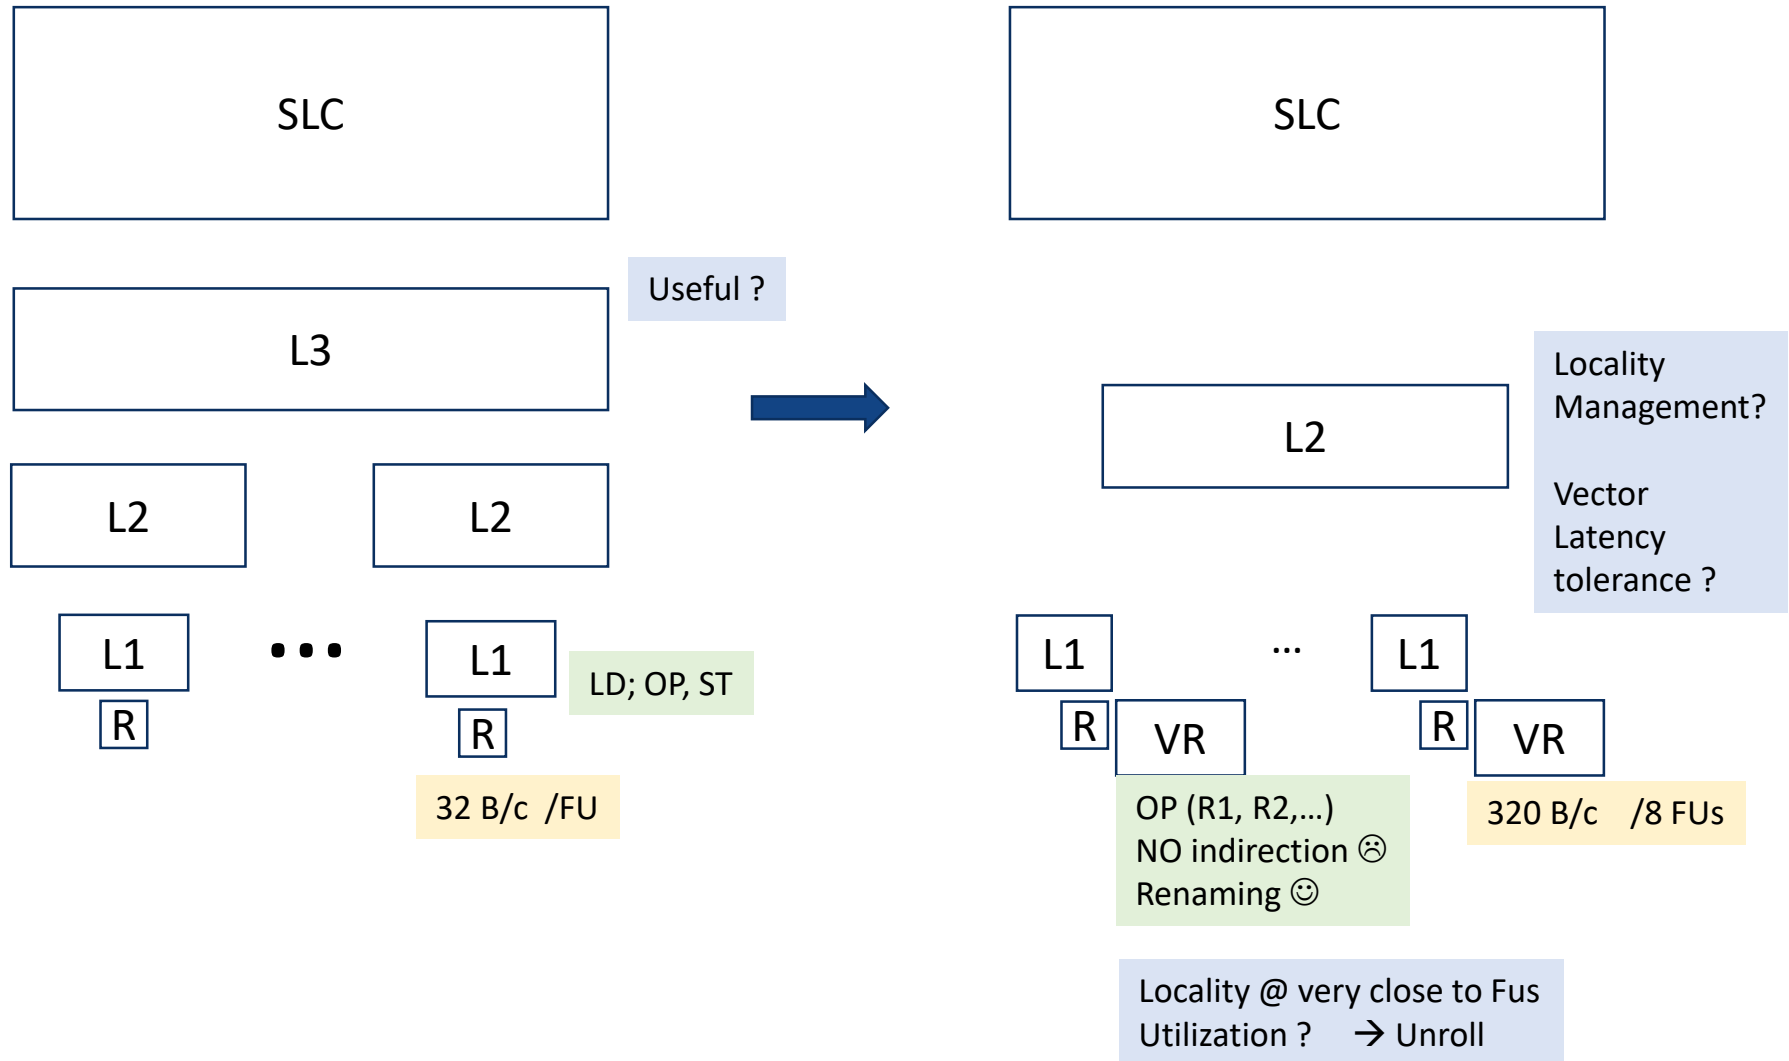 SLC
Useful ?
L3
L2
L2
L1
...
L1
LD; OP, ST
R
R
32 B/c /FU
SLC
Locality
Management?
Vector
Latency
tolerance ?
L2
L1
...
L1
R
VR
R
VR
OP (R1, R2,...)
NO indirection ☹
Renaming ☺
320 B/c /8 FUs
Locality @ very close to Fus
Utilization ? → Unroll